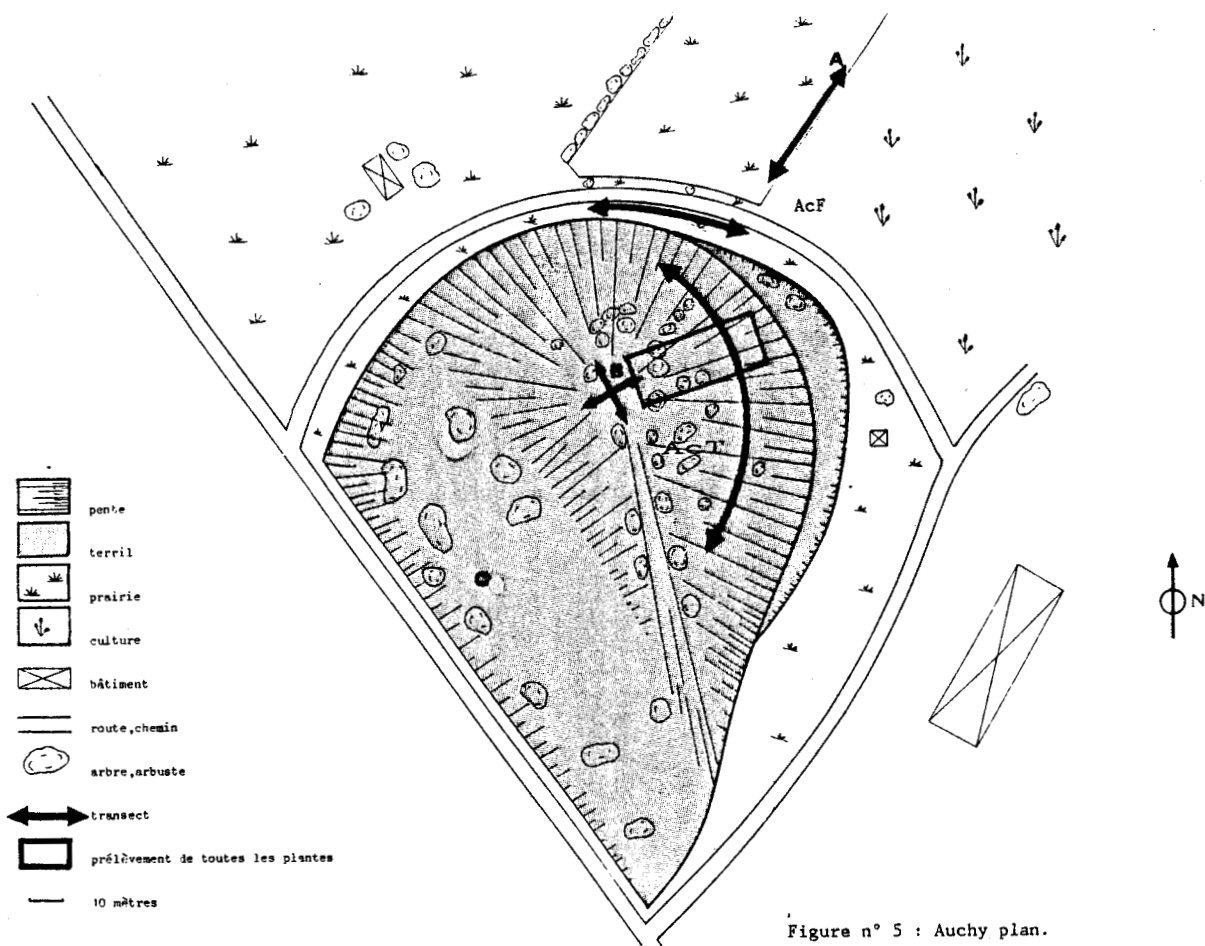 A
AcF
B
AcT
pente
terril
prairie
culture
bâtiment
route,chemin
arbre,arbuste
transect
prélèvement de toutes les plantes
10 mètres
N
Figure n° 5 : Auchy plan.